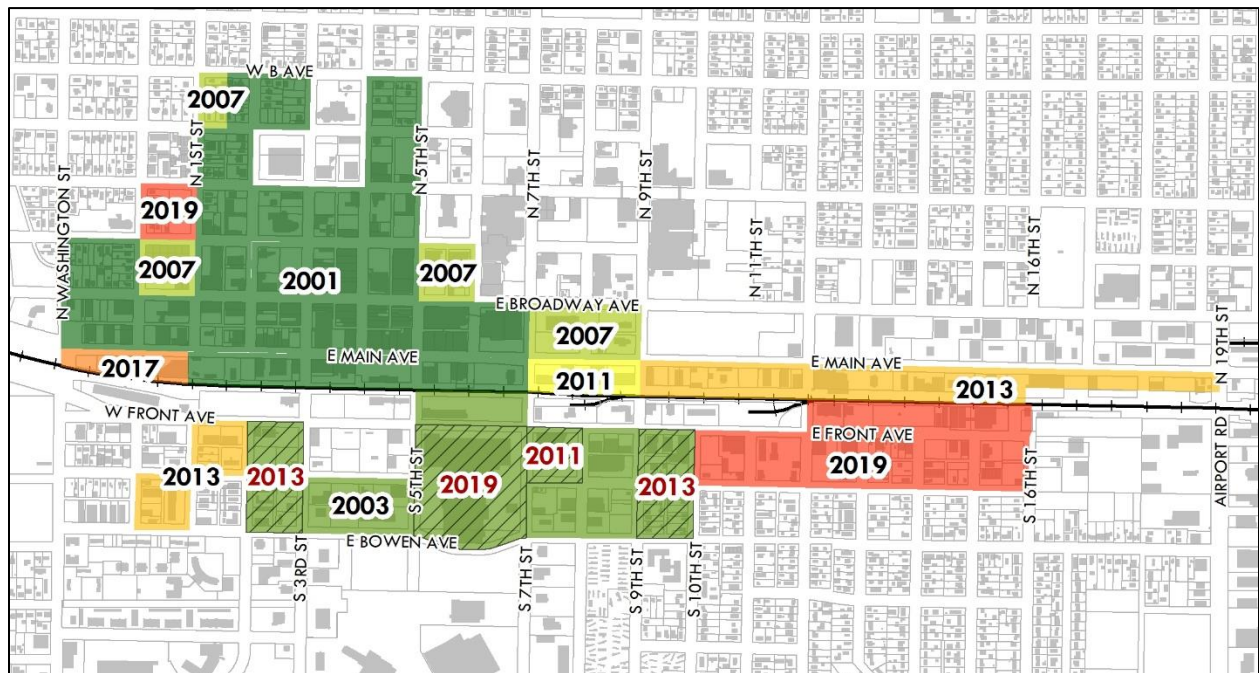 W B AVE
2007
N 1ST ST
N 5TH ST
N 7TH ST
N 9TH ST
N WASHINGTON ST
2019
2007
2001
2007
N 11TH ST
N 16TH ST
N 19TH ST
E BROADWAY AVE
2007
E MAIN AVE
2017
E MAIN AVE
2011
2013
W FRONT AVE
E FRONT AVE
2013
2013
2003
S 5TH ST
2019
2011
2013
2019
S 16TH ST
AIRPORT RD
E BOWEN AVE
S 3RD ST
S 7TH ST
S 9TH ST
S 10TH ST